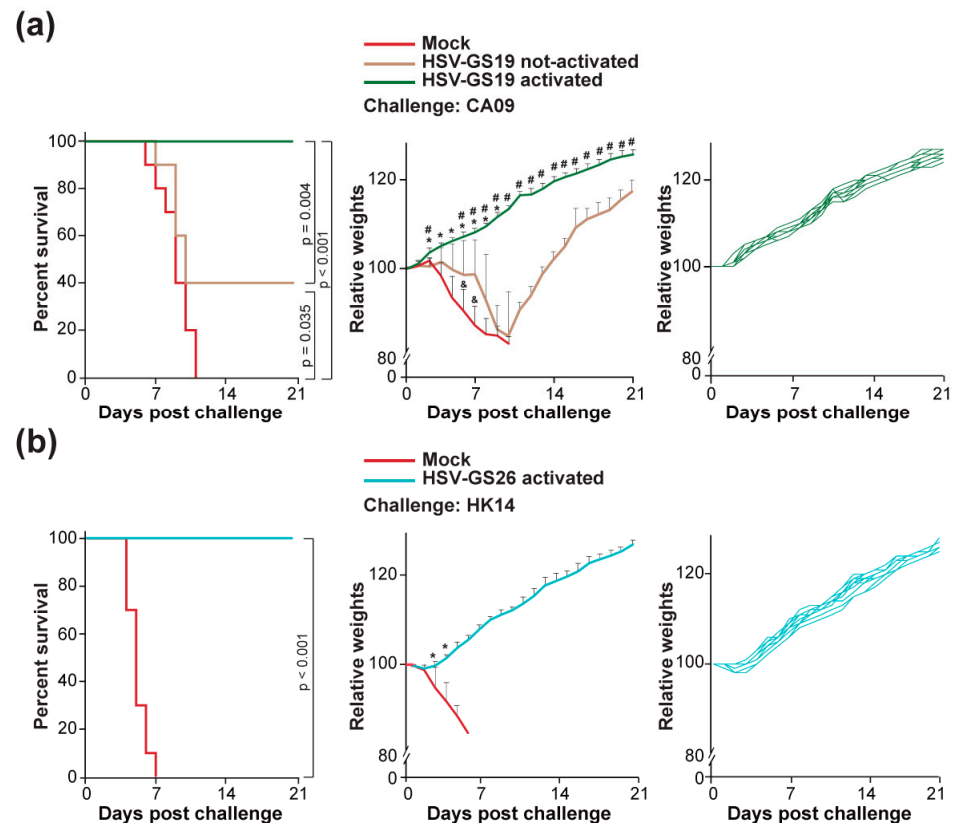 (a)
Mock
HSV-GS19 not-activated
HSV-GS19 activated
Challenge: CA09
Percent survival
100
80
60
40
20
0
0 7 14 21
Days post challenge
p = 0.004
p = 0.035
p < 0.001
Relative weights
120
100
80
0
0 7 14 21
Days post challenge
# # # # # # # # # # # # # # #
* * * * * * *
& &
Relative weights
120
100
80
0
0 7 14 21
Days post challenge
(b)
Mock
HSV-GS26 activated
Challenge: HK14
Percent survival
100
80
60
40
20
0
0 7 14 21
Days post challenge
p < 0.001
Relative weights
120
100
80
0
0 7 14 21
Days post challenge
* *
Relative weights
120
100
80
0
0 7 14 21
Days post challenge